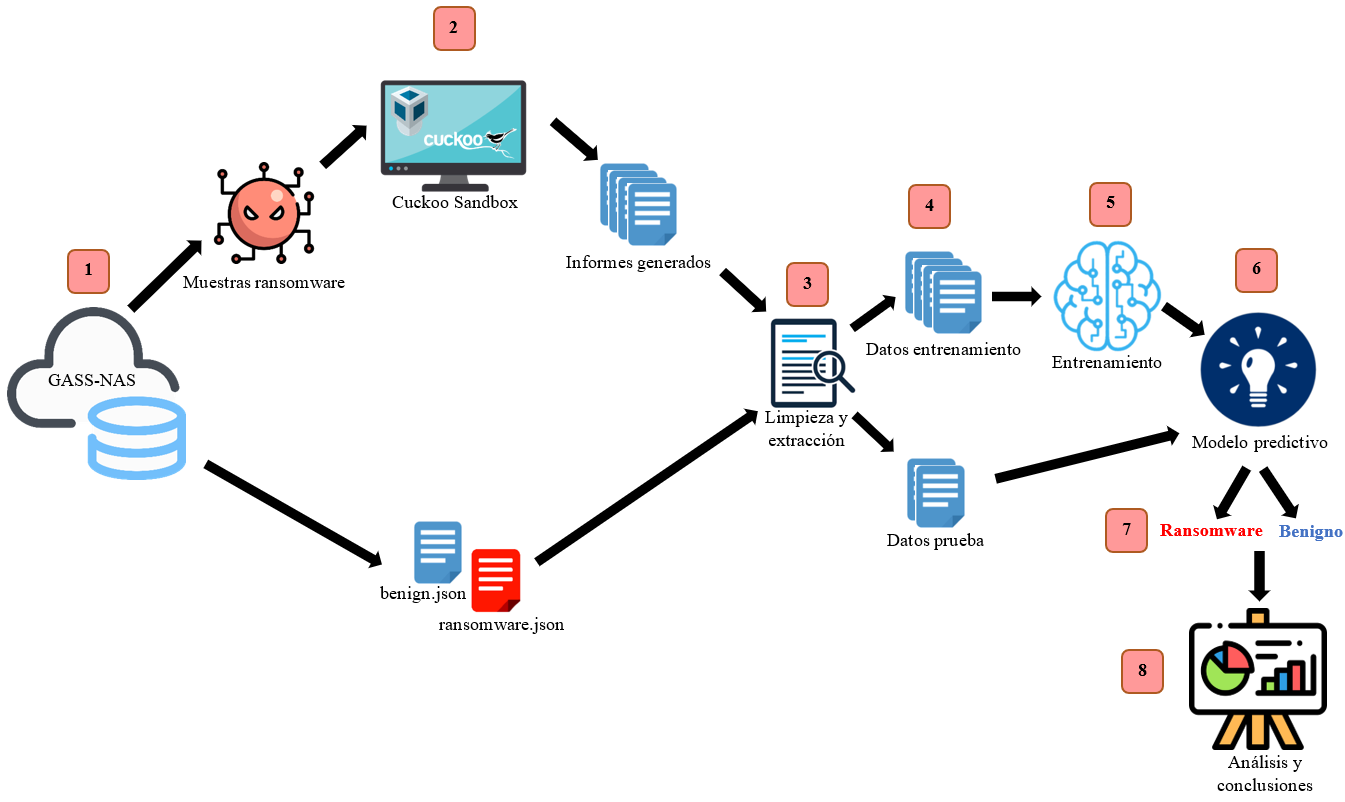 1
GASS-NAS
Muestras ransomware
2
cuckoo
Cuckoo Sandbox
Informes generados
benign.json
ransomware.json
3
Limpieza y
extracción
4
Datos entrenamiento
Datos prueba
5
Entrenamiento
6
Modelo predictivo
7
Ransomware
Benigno
8
Análisis y
conclusiones